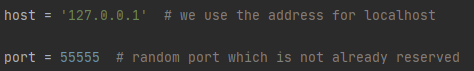 host = '127.0.0.1'  # we use the address for localhost
port = 55555  # random port which is not already reserved